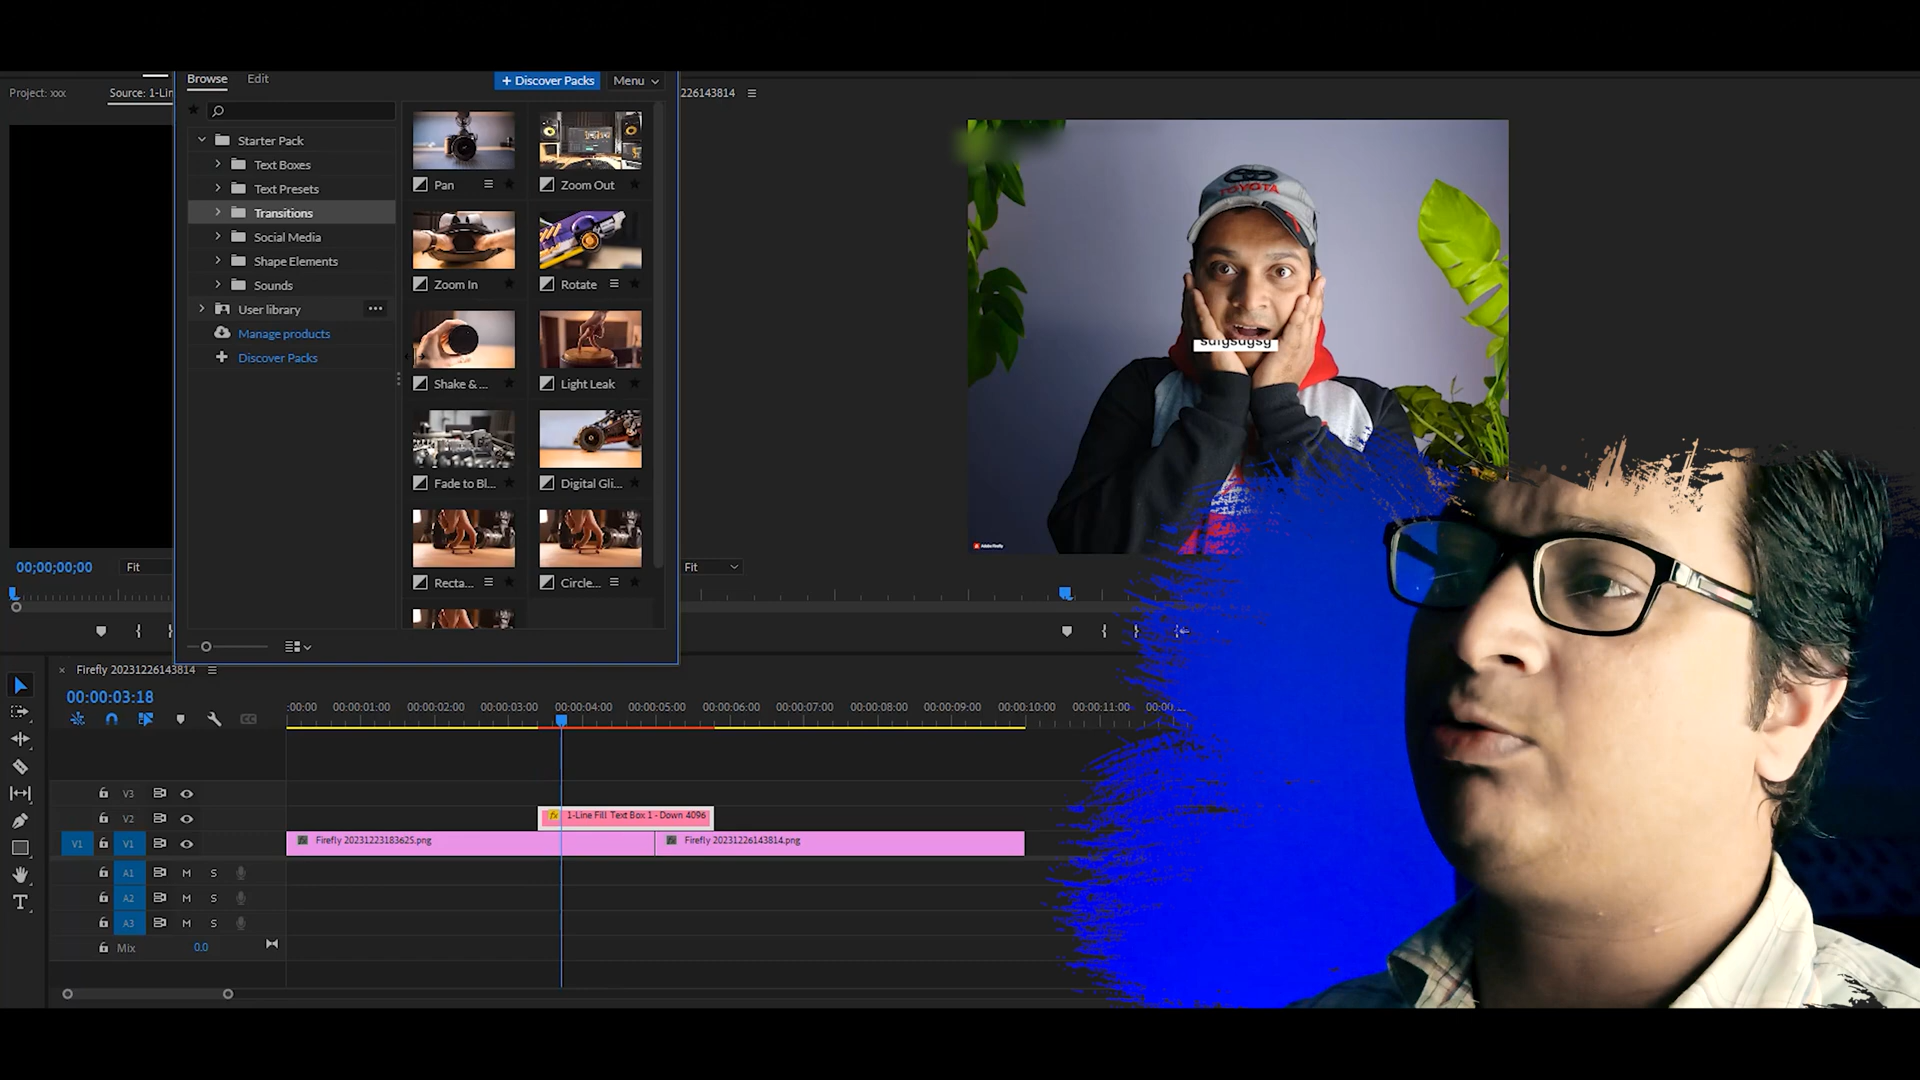 Browse Edit + Discover Packs Menu
Project: xxx Source: 1-Lin 226143814
Starter Pack
Text Boxes
Text Presets
Transitions
Social Media
Shape Elements
Sounds
User library
Manage products
Discover Packs
Pan Zoom Out
Zoom In Rotate
Shake & ... Light Leak
Fade to Bl... Digital Gli...
Recta... Circle...
TOYOTA
sdfgsdgsg
Adobe Firefly
00;00;00;00 Fit Fit
× Firefly 20231226143814
00:00:03:18
:00:00 00:00:01:00 00:00:02:00 00:00:03:00 00:00:04:00 00:00:05:00 00:00:06:00 00:00:07:00 00:00:08:00 00:00:09:00 00:00:10:00 00:00:11:00 00:00:
V3
V2 fx 1-Line Fill Text Box 1 - Down 4096
V1 V1 Firefly 20231223183625.png Firefly 20231226143814.png
A1 M S
A2 M S
A3 M S
Mix 0.0